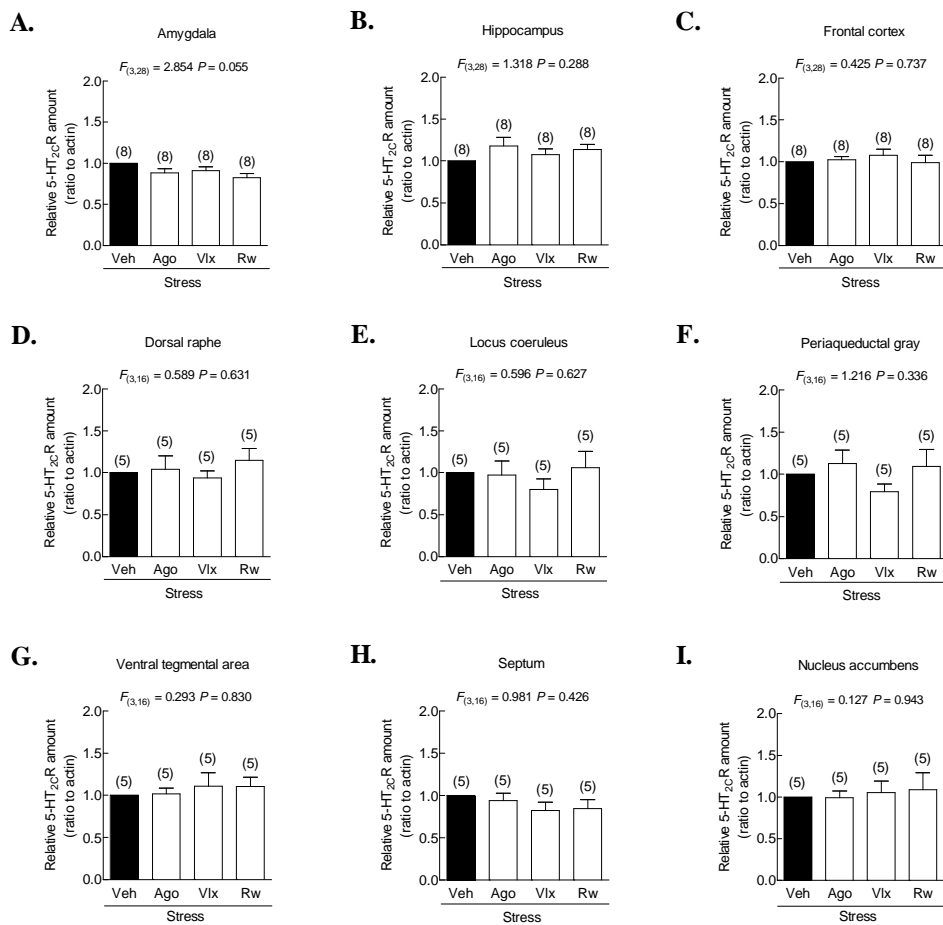 A.
Amygdala
F(3,28) = 2.854 P = 0.055
Relative 5-HT2CR amount
(ratio to actin)
2.0
1.5
1.0
0.5
0.0
(8)
(8)
(8)
(8)
Veh Ago Vlx Rw
Stress
B.
Hippocampus
F(3,28) = 1.318 P = 0.288
Relative 5-HT2CR amount
(ratio to actin)
2.0
1.5
1.0
0.5
0.0
(8)
(8)
(8)
(8)
Veh Ago Vlx Rw
Stress
C.
Frontal cortex
F(3,28) = 0.425 P = 0.737
Relative 5-HT2CR amount
(ratio to actin)
2.0
1.5
1.0
0.5
0.0
(8)
(8)
(8)
(8)
Veh Ago Vlx Rw
Stress
D.
Dorsal raphe
F(3,16) = 0.589 P = 0.631
Relative 5-HT2CR amount
(ratio to actin)
2.0
1.5
1.0
0.5
0.0
(5)
(5)
(5)
(5)
Veh Ago Vlx Rw
Stress
E.
Locus coeruleus
F(3,16) = 0.596 P = 0.627
Relative 5-HT2CR amount
(ratio to actin)
2.0
1.5
1.0
0.5
0.0
(5)
(5)
(5)
(5)
Veh Ago Vlx Rw
Stress
F.
Periaqueductal gray
F(3,16) = 1.216 P = 0.336
Relative 5-HT2CR amount
(ratio to actin)
2.0
1.5
1.0
0.5
0.0
(5)
(5)
(5)
(5)
Veh Ago Vlx Rw
Stress
G.
Ventral tegmental area
F(3,16) = 0.293 P = 0.830
Relative 5-HT2CR amount
(ratio to actin)
2.0
1.5
1.0
0.5
0.0
(5)
(5)
(5)
(5)
Veh Ago Vlx Rw
Stress
H.
Septum
F(3,16) = 0.981 P = 0.426
Relative 5-HT2CR amount
(ratio to actin)
2.0
1.5
1.0
0.5
0.0
(5)
(5)
(5)
(5)
Veh Ago Vlx Rw
Stress
I.
Nucleus accumbens
F(3,16) = 0.127 P = 0.943
Relative 5-HT2CR amount
(ratio to actin)
2.0
1.5
1.0
0.5
0.0
(5)
(5)
(5)
(5)
Veh Ago Vlx Rw
Stress